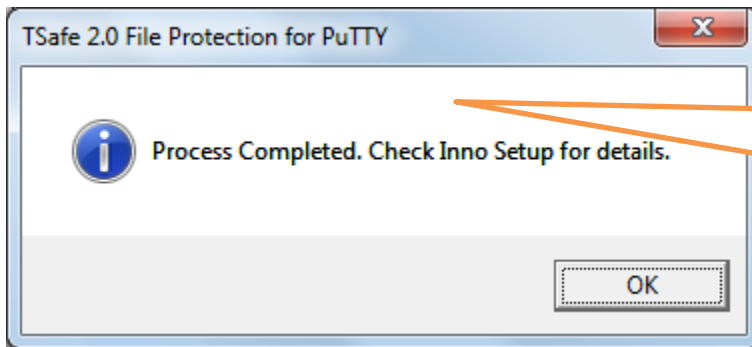 TSafe 2.0 File Protection for PuTTY
Process Completed. Check Inno Setup for details.
OK